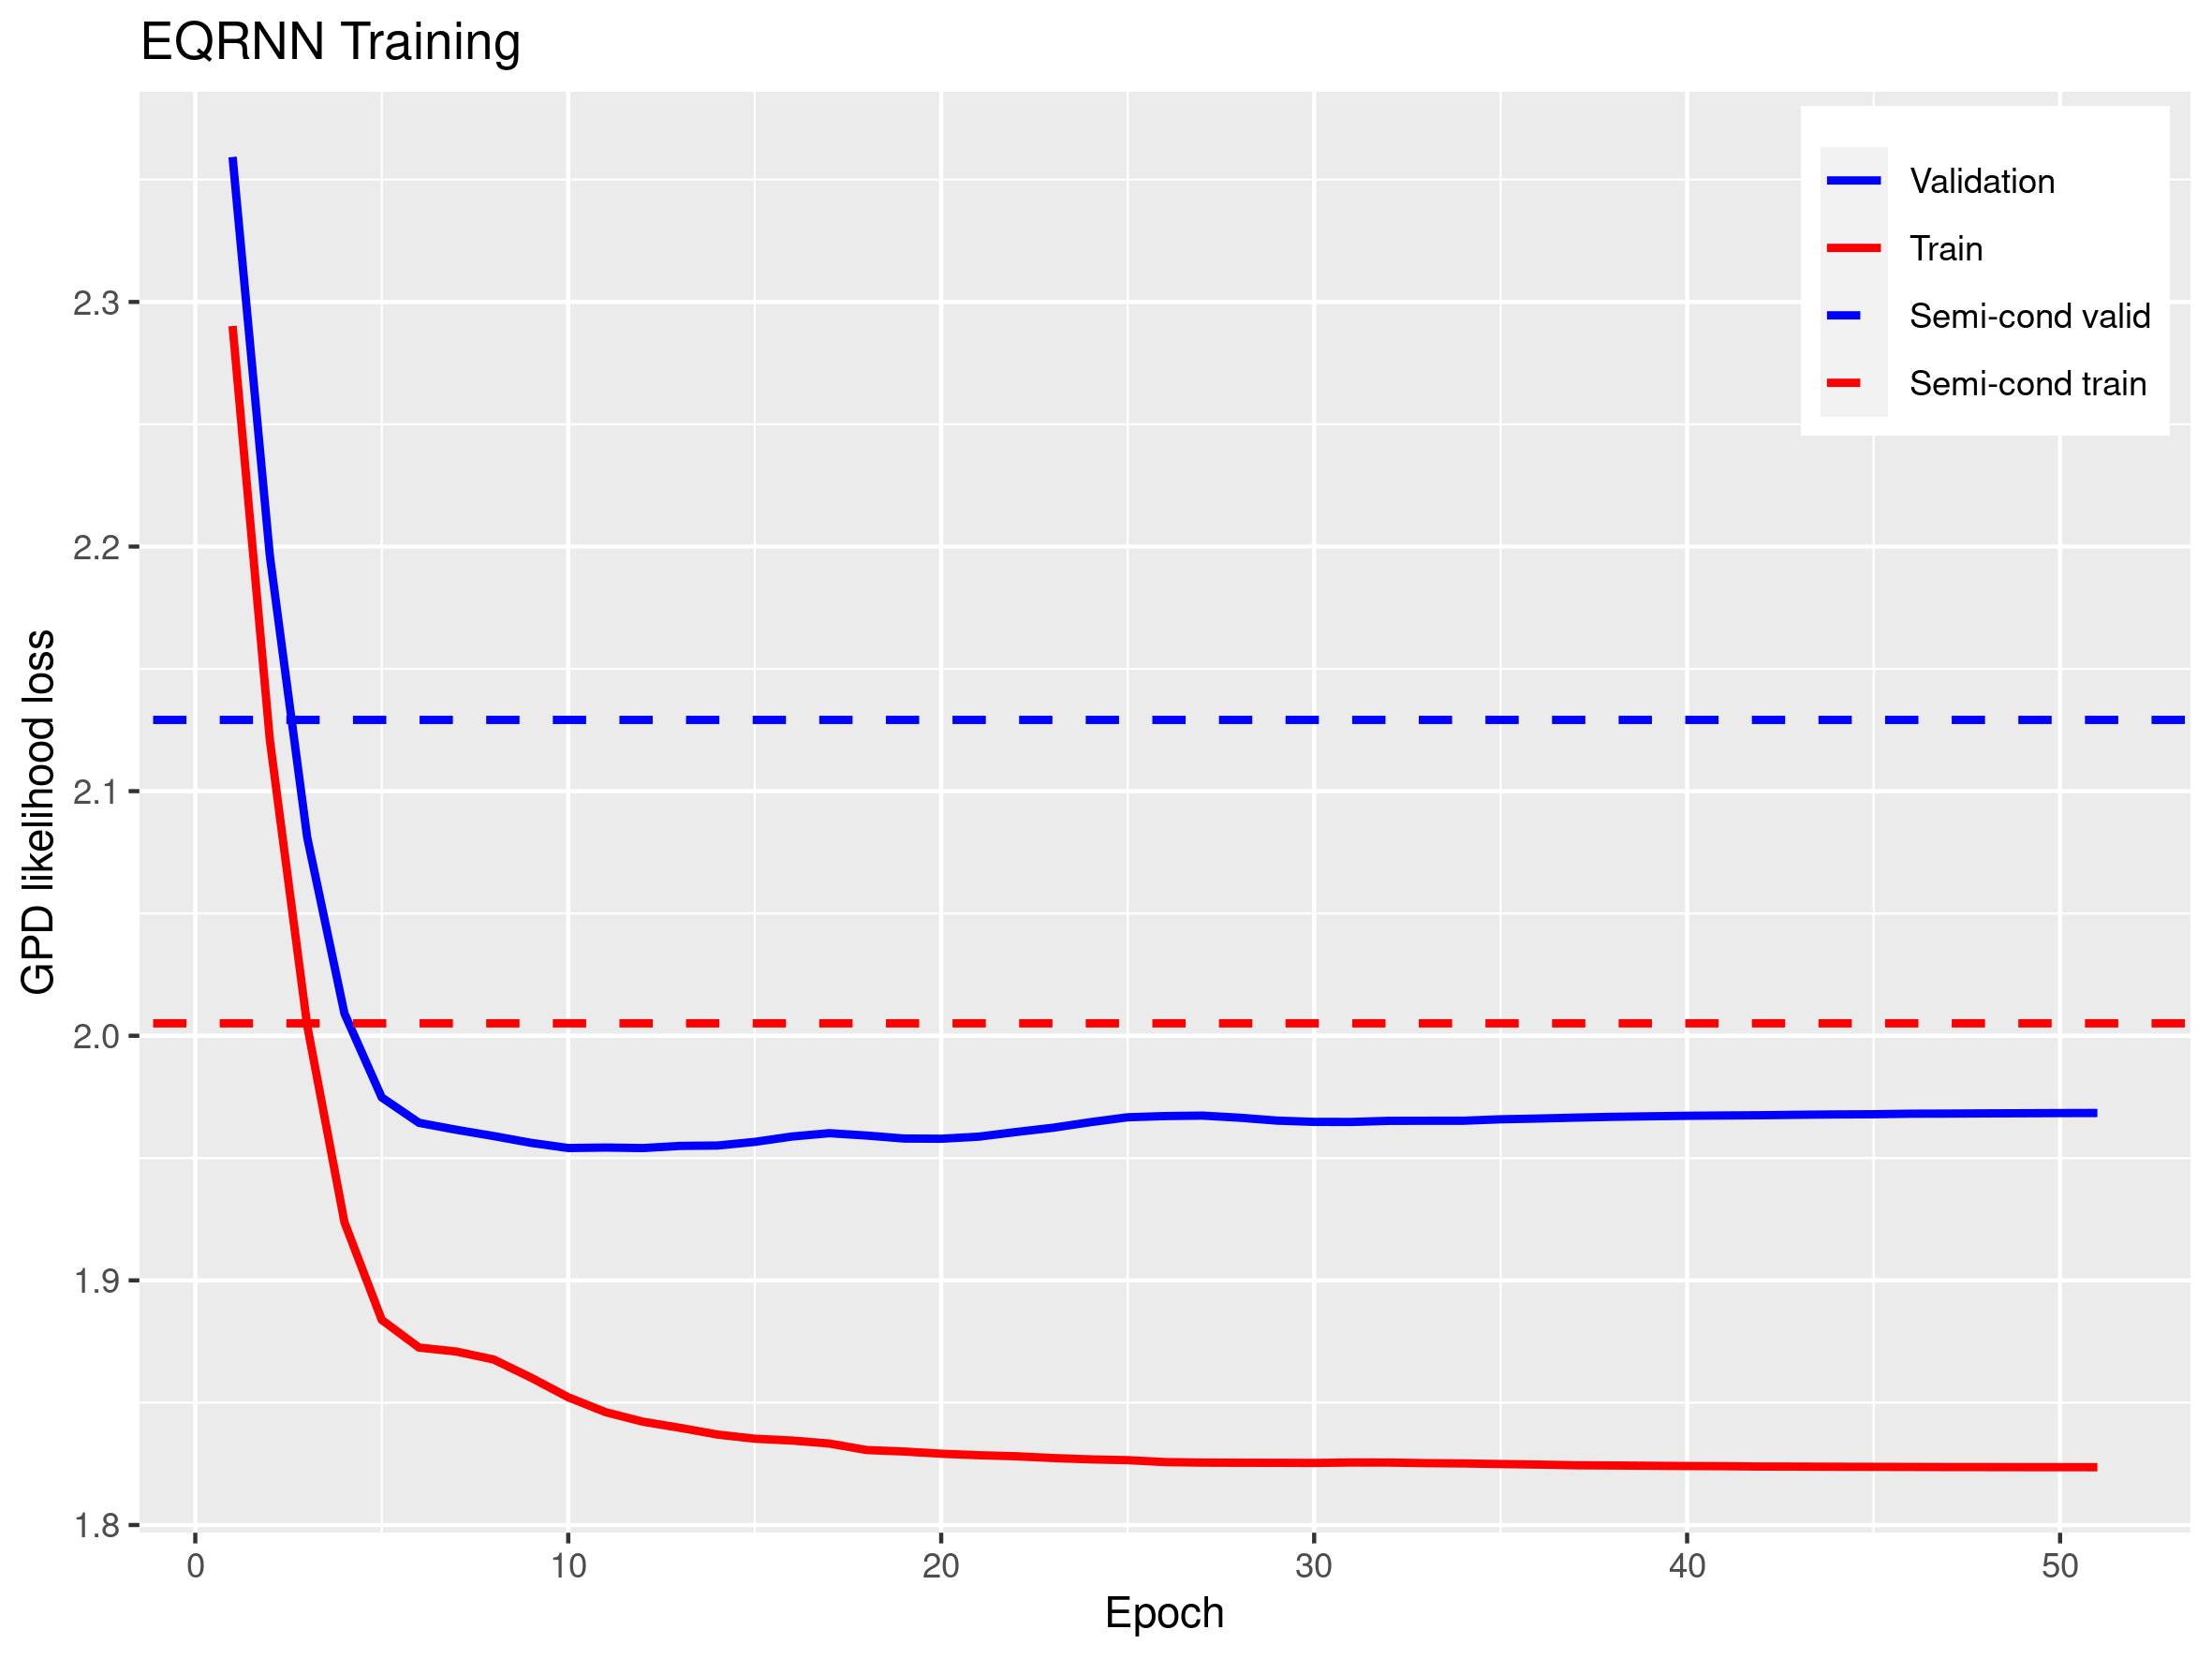 EQRNN Training
Validation
Train
Semi-cond valid
Semi-cond train
GPD likelihood loss
2.3
2.2
2.1
2.0
1.9
1.8
0 10 20 30 40 50
Epoch